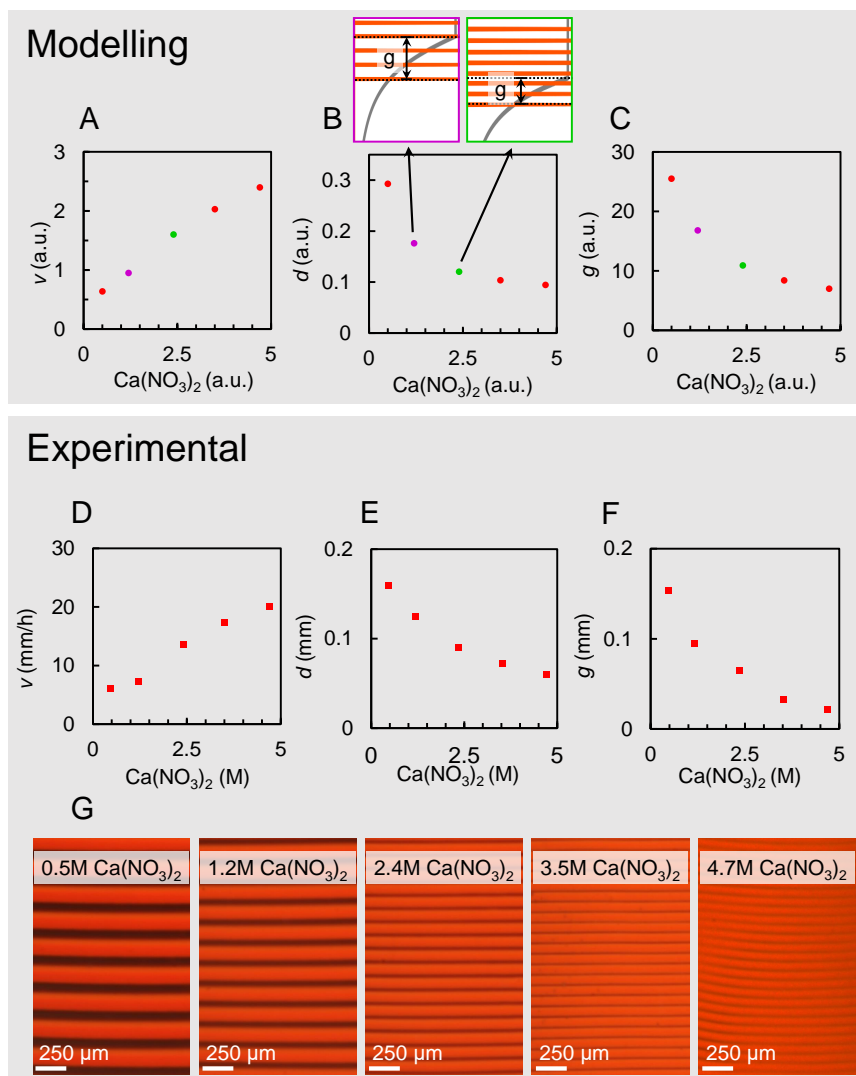 Modelling
g
g
A
B
C
3
2
1
0
0
2.5
5
v (a.u.)
Ca(NO₃)₂ (a.u.)
0.3
0.2
0.1
0
0
2.5
5
d (a.u.)
Ca(NO₃)₂ (a.u.)
30
20
10
0
0
2.5
5
g (a.u.)
Ca(NO₃)₂ (a.u.)
Experimental
D
E
F
30
20
10
0
0
2.5
5
v (mm/h)
Ca(NO₃)₂ (M)
0.2
0.1
0
0
2.5
5
d (mm)
Ca(NO₃)₂ (M)
0.2
0.1
0
0
2.5
5
g (mm)
Ca(NO₃)₂ (M)
G
0.5M Ca(NO₃)₂
1.2M Ca(NO₃)₂
2.4M Ca(NO₃)₂
3.5M Ca(NO₃)₂
4.7M Ca(NO₃)₂
250 µm
250 µm
250 µm
250 µm
250 µm